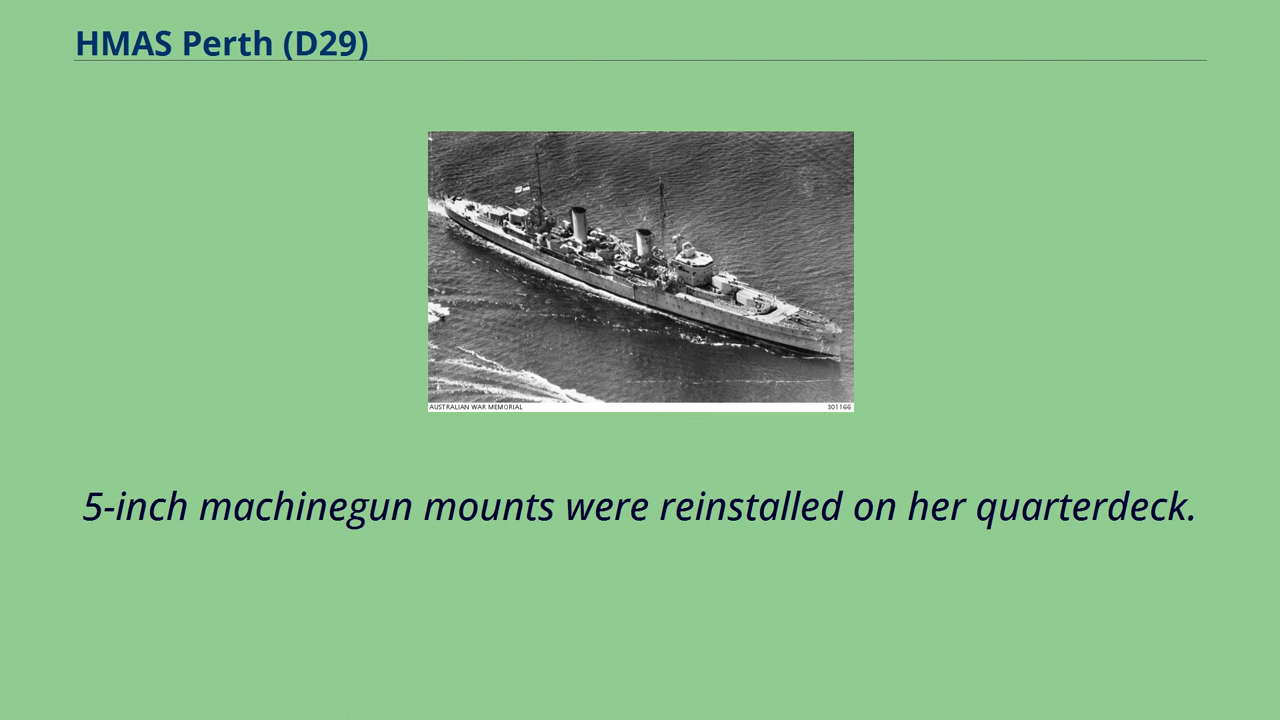 HMAS Perth (D29)
AUSTRALIAN WAR MEMORIAL 301166
5-inch machinegun mounts were reinstalled on her quarterdeck.